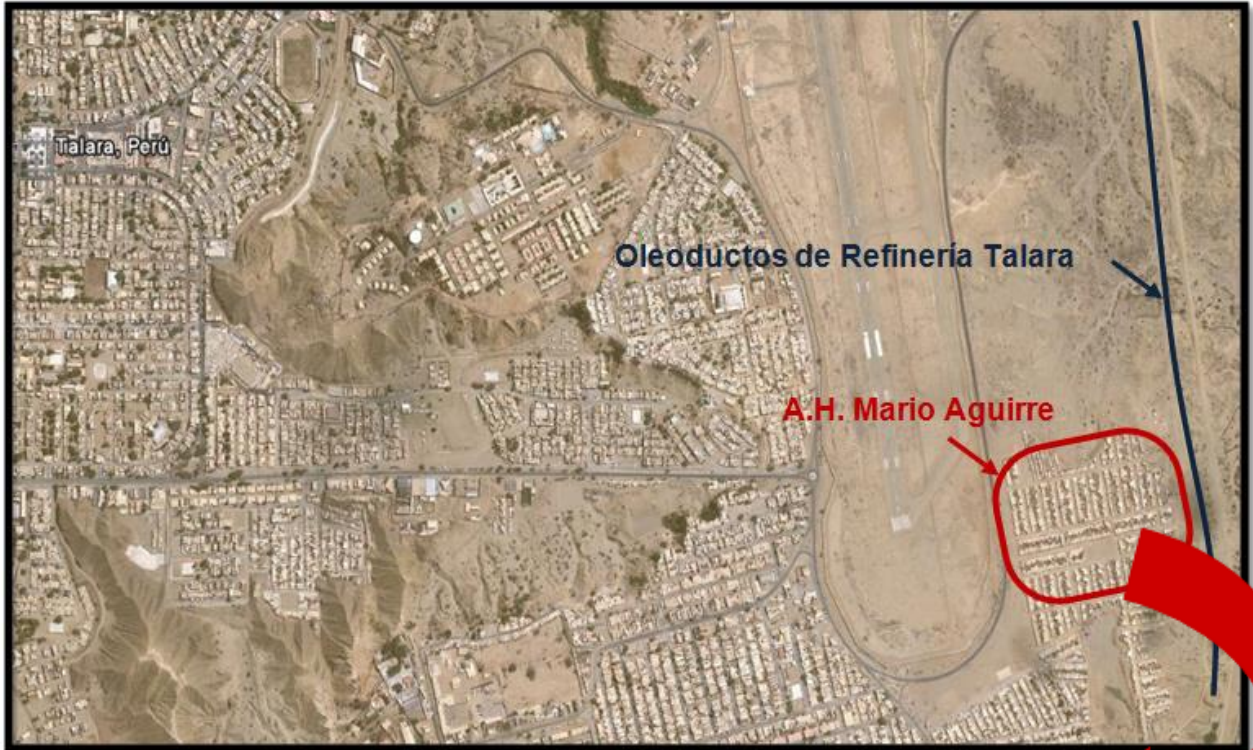 Talara, Perú
Oleoductos de Refinería Talara
A.H. Mario Aguirre